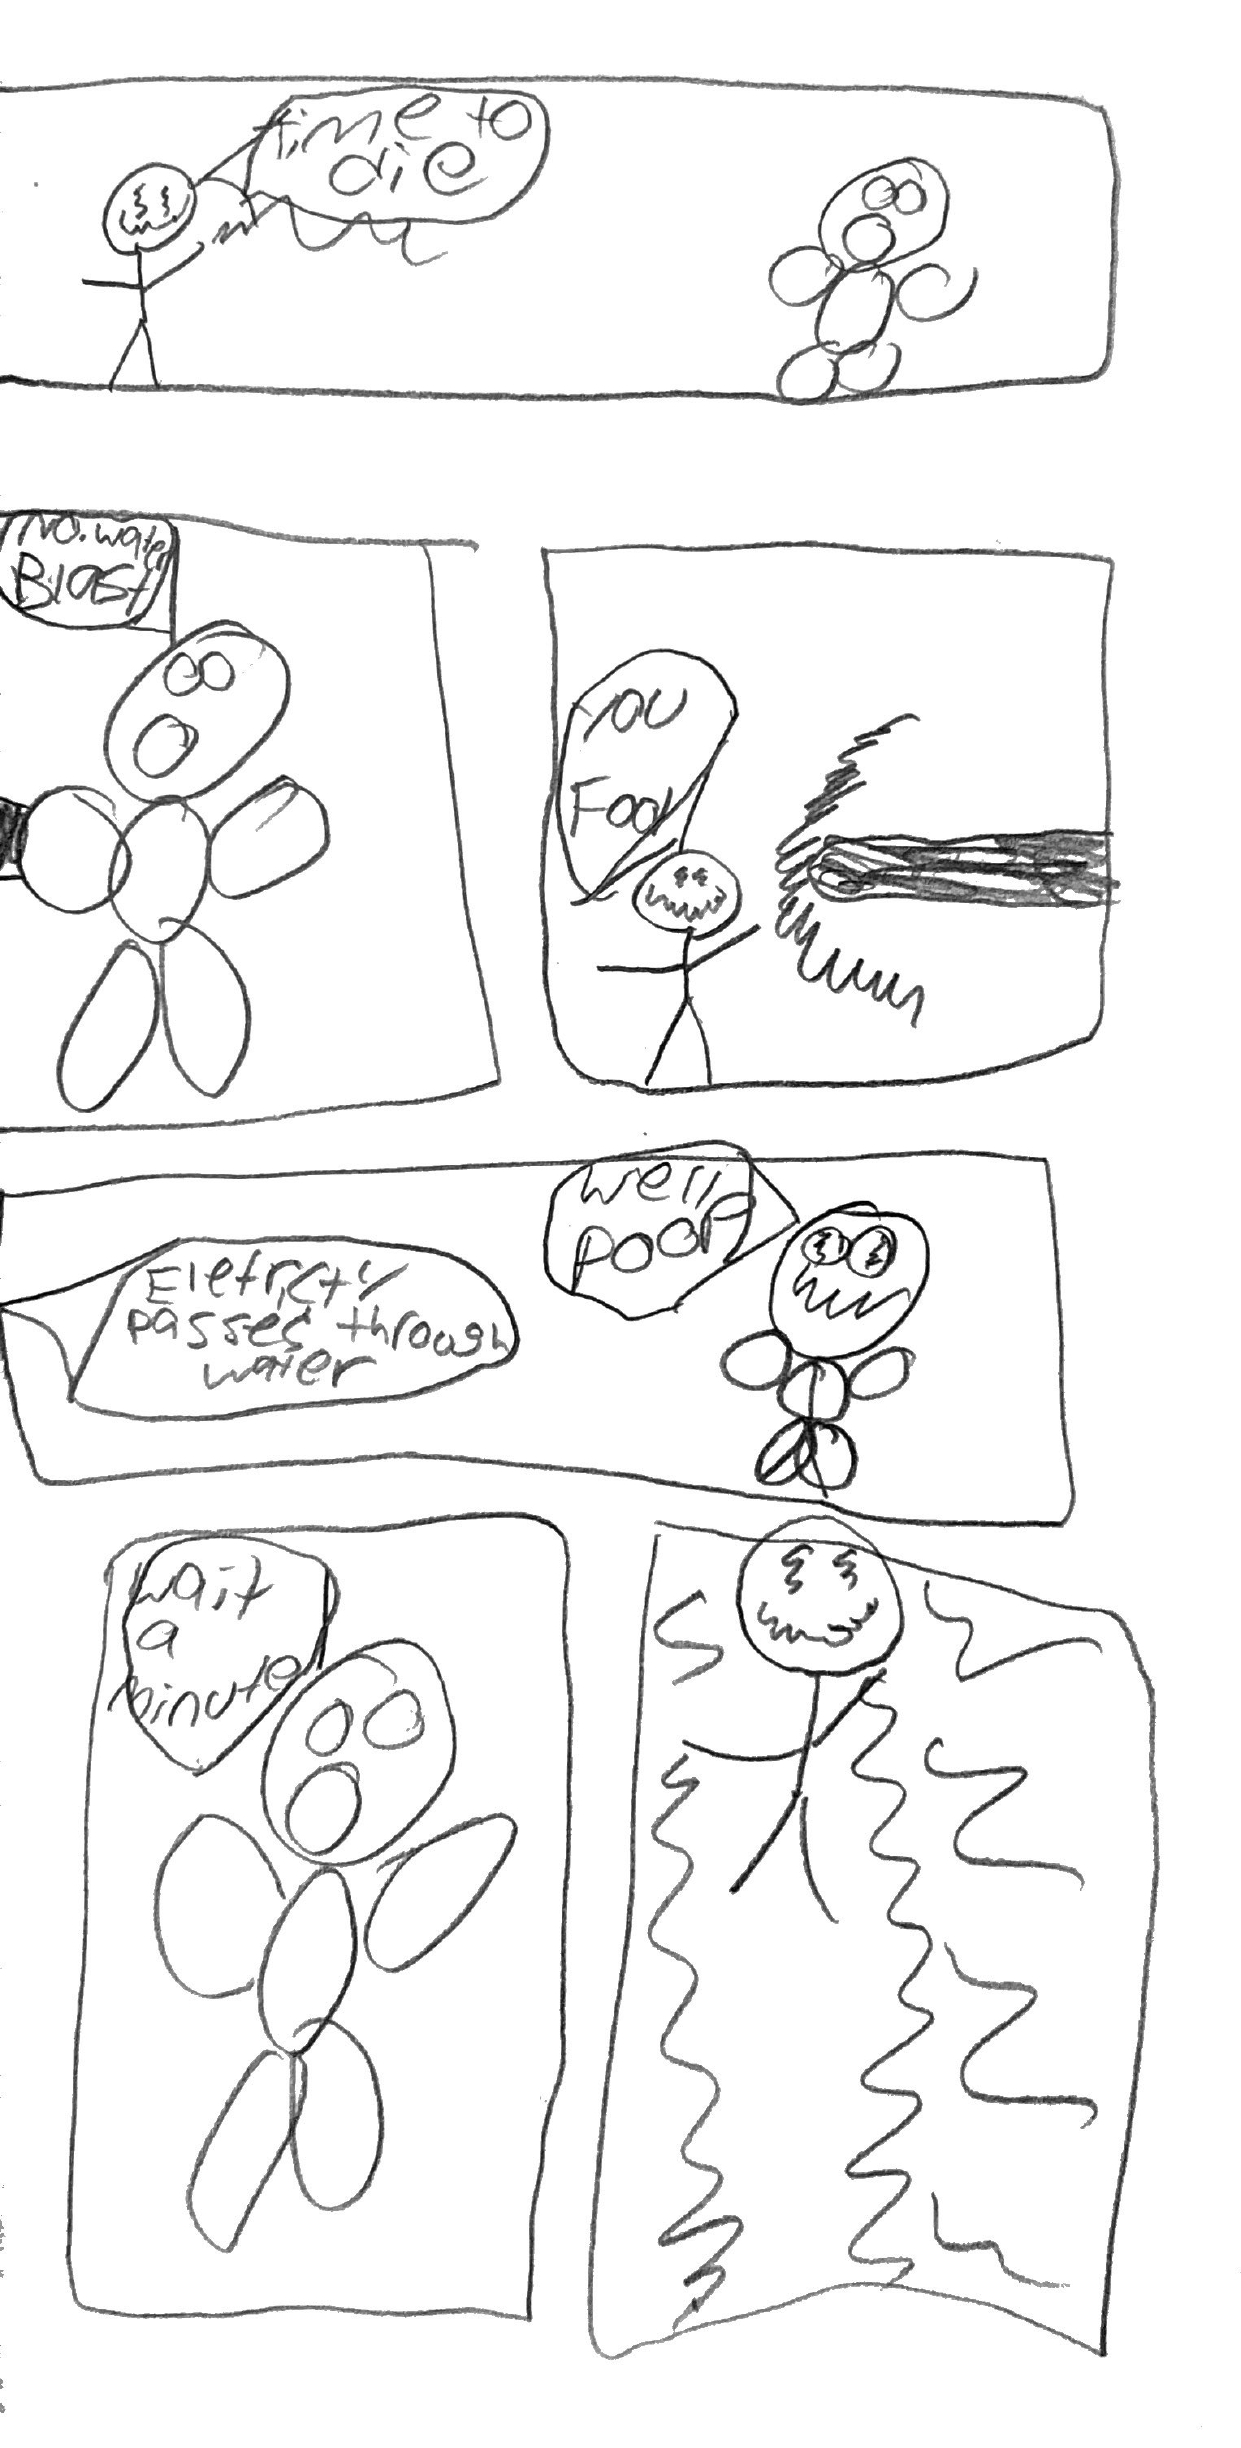 time to
die
No. water
Blast
YOU
Fool
Eletricty
passes through
water
well
poop
wait
a
minute